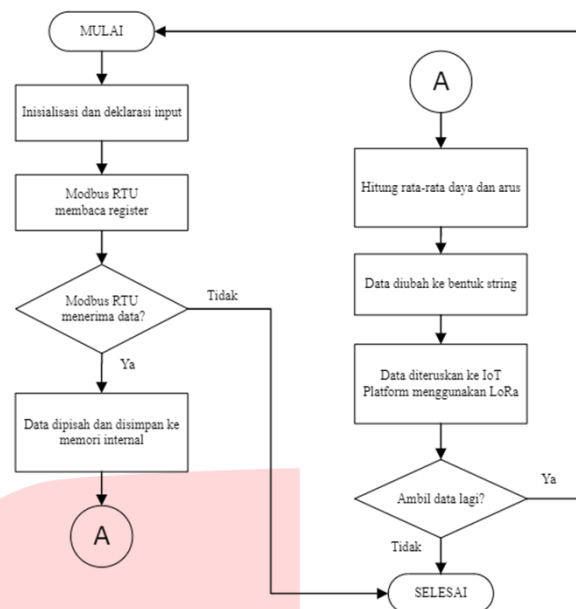 MULAI
Inisialisasi dan deklarasi input
Modbus RTU
membaca register
Modbus RTU
menerima data?
Tidak
Ya
Data dipisah dan disimpan ke
memori internal
A
A
Hitung rata-rata daya dan arus
Data diubah ke bentuk string
Data diteruskan ke IoT
Platform menggunakan LoRa
Ambil data lagi?
Ya
Tidak
SELESAI